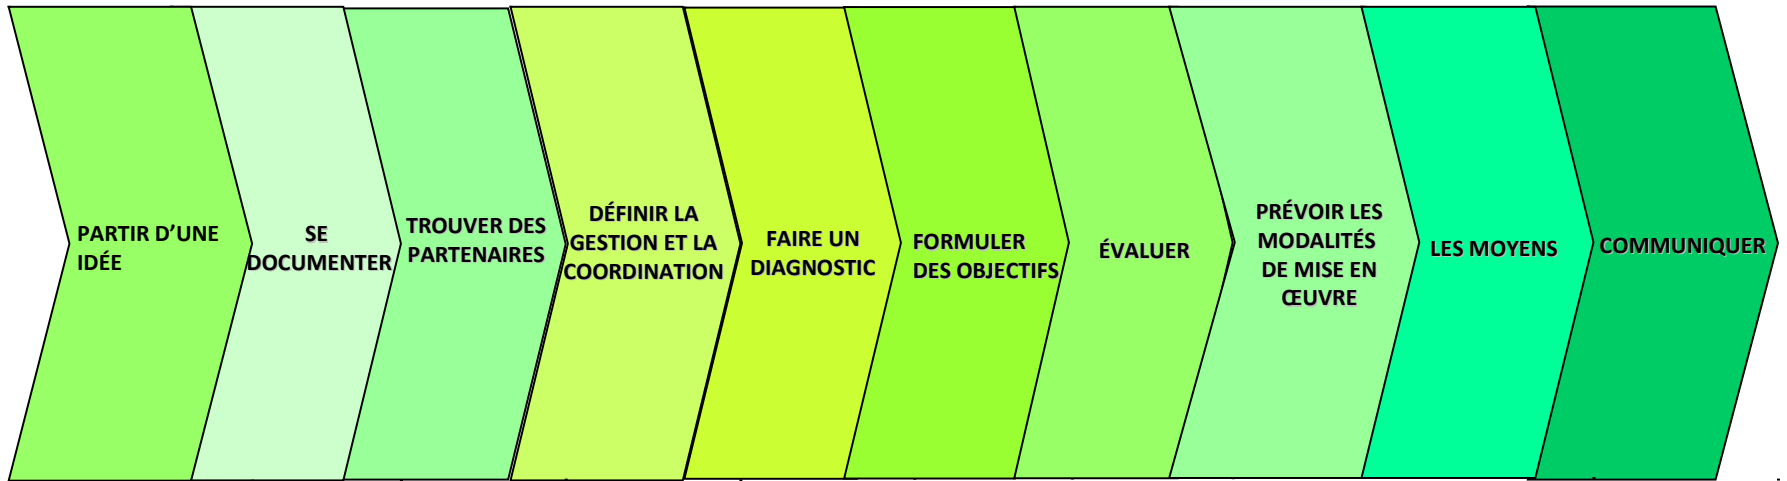 PARTIR D’UNE
IDÉE
SE
DOCUMENTER
TROUVER DES
PARTENAIRES
DÉFINIR LA
GESTION ET LA
COORDINATION
FAIRE UN
DIAGNOSTIC
FORMULER
DES OBJECTIFS
ÉVALUER
PRÉVOIR LES
MODALITÉS
DE MISE EN
ŒUVRE
LES MOYENS
COMMUNIQUER